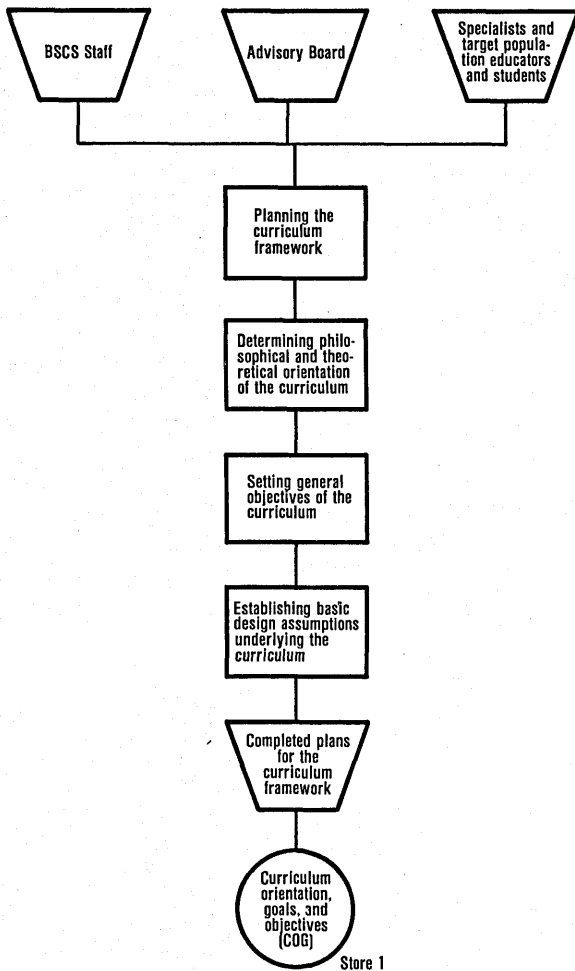 BSCS Staff
Advisory Board
Specialists and
target popula-
tion educators
and students
Planning the
curriculum
framework
Determining philo-
sophical and theo-
retical orientation
of the curriculum
Setting general
objectives of the
curriculum
Establishing basic
design assumptions
underlying the
curriculum
Completed plans
for the
curriculum
framework
Curriculum
orientation,
goals, and
objectives
(COG)
Store 1